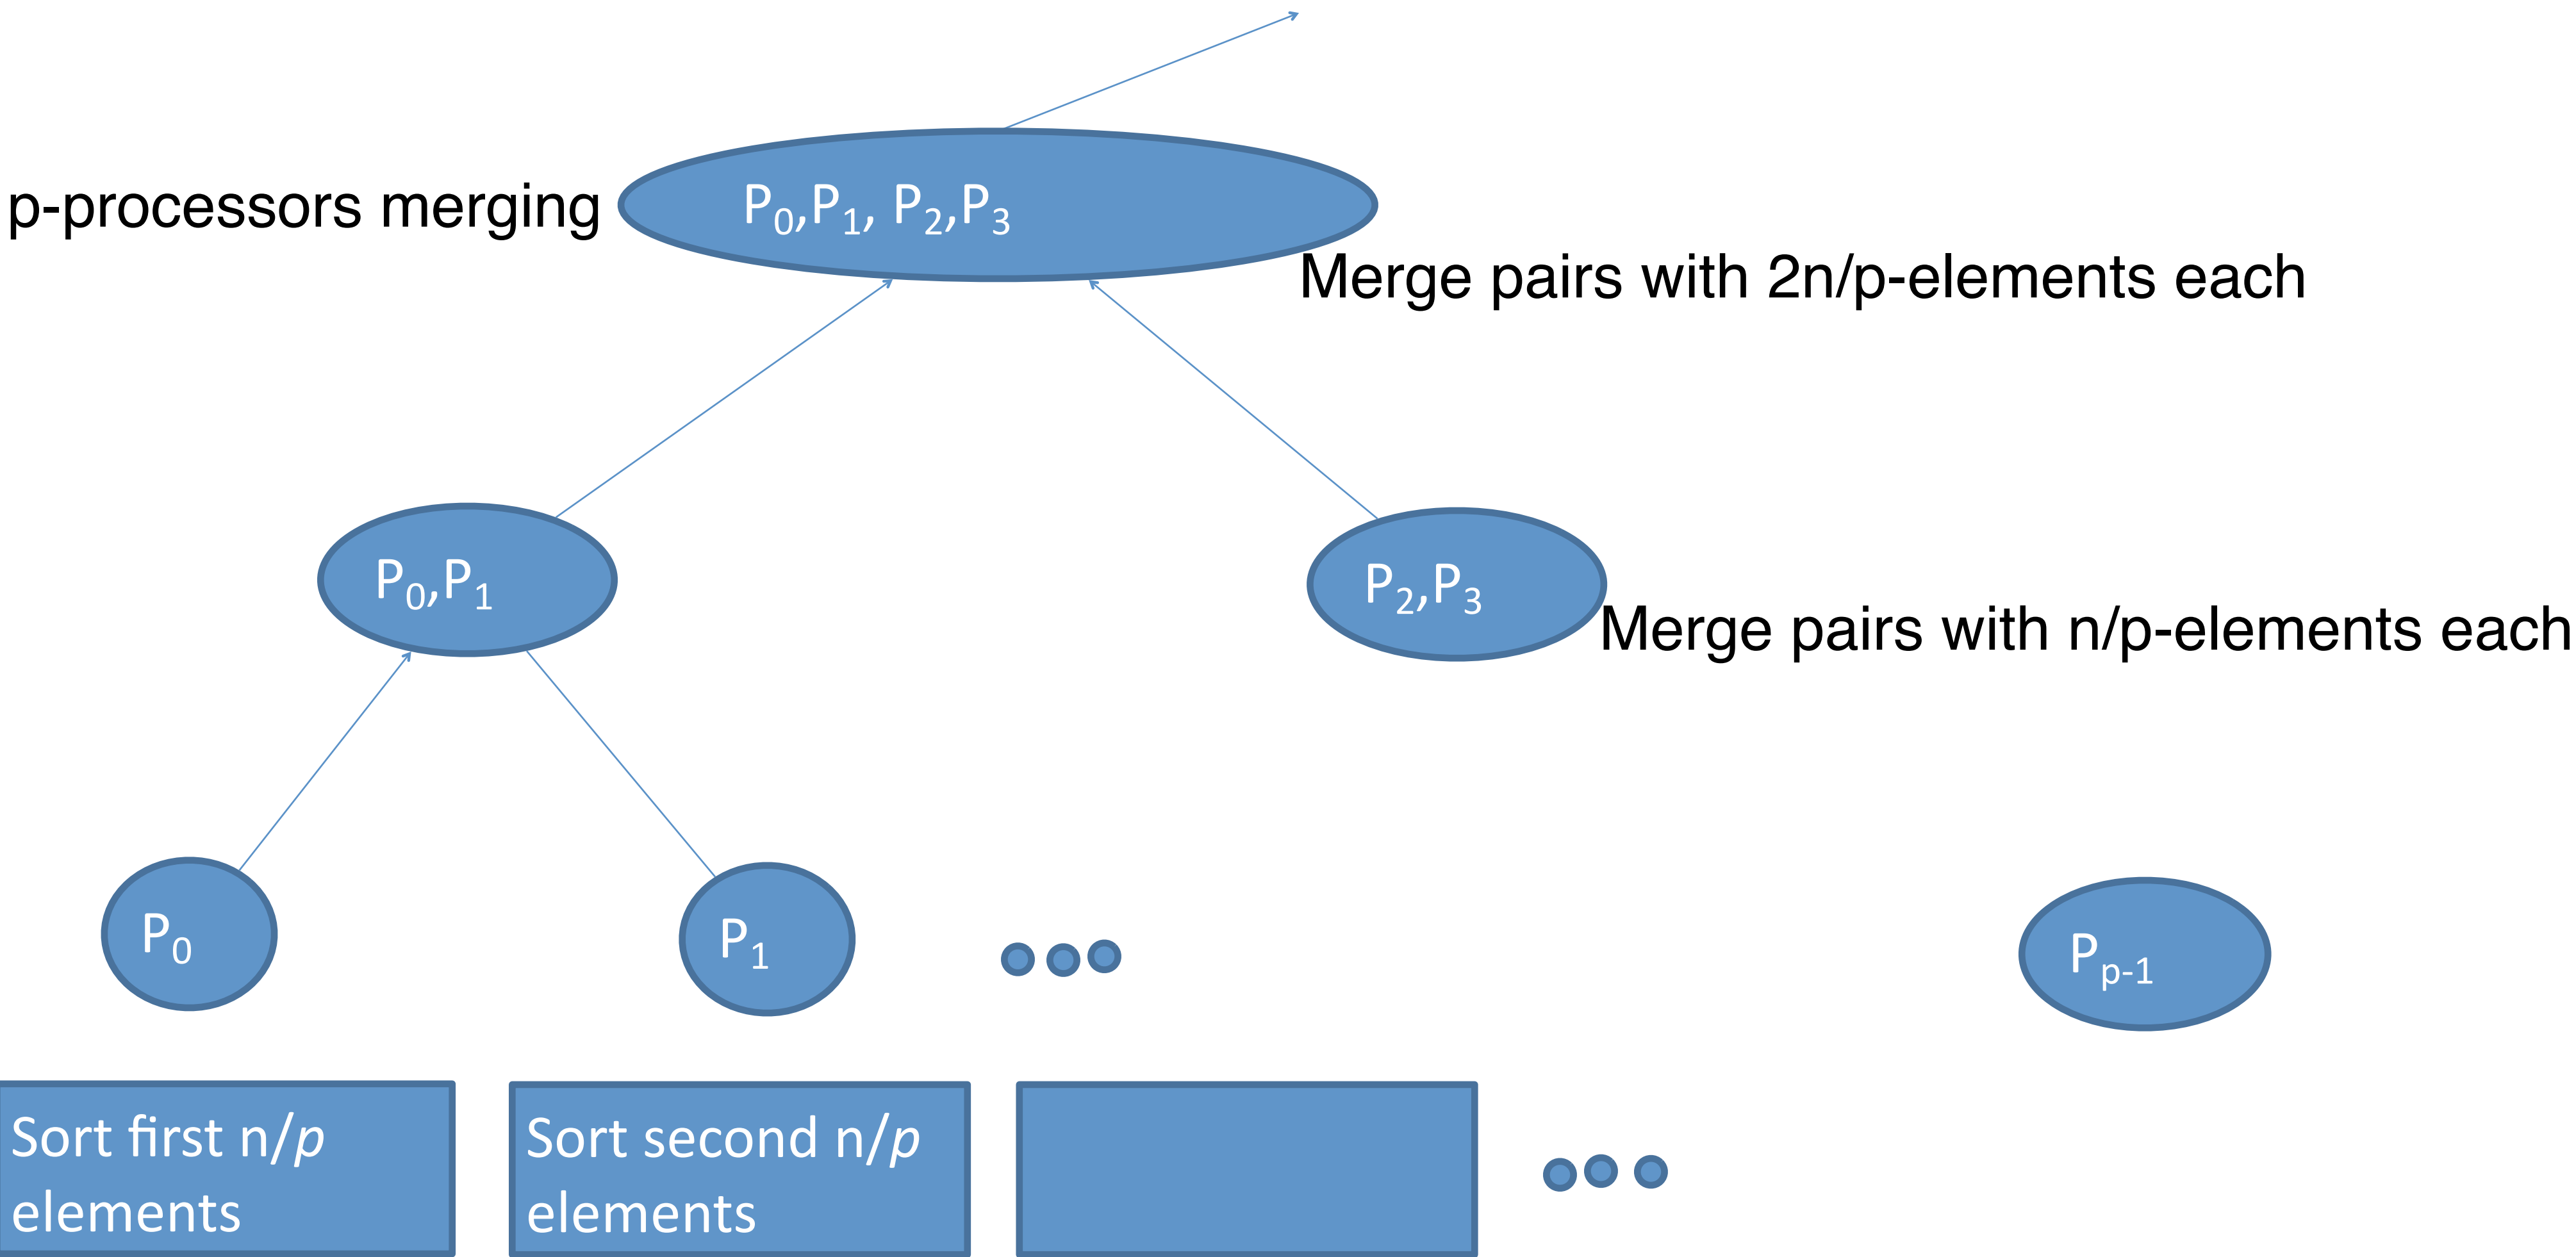 p-processors merging
P₀,P₁, P₂,P₃
Merge pairs with 2n/p-elements each
P₀,P₁
P₂,P₃
Merge pairs with n/p-elements each
P₀
P₁
Pₚ₋₁
Sort first n/p
elements
Sort second n/p
elements